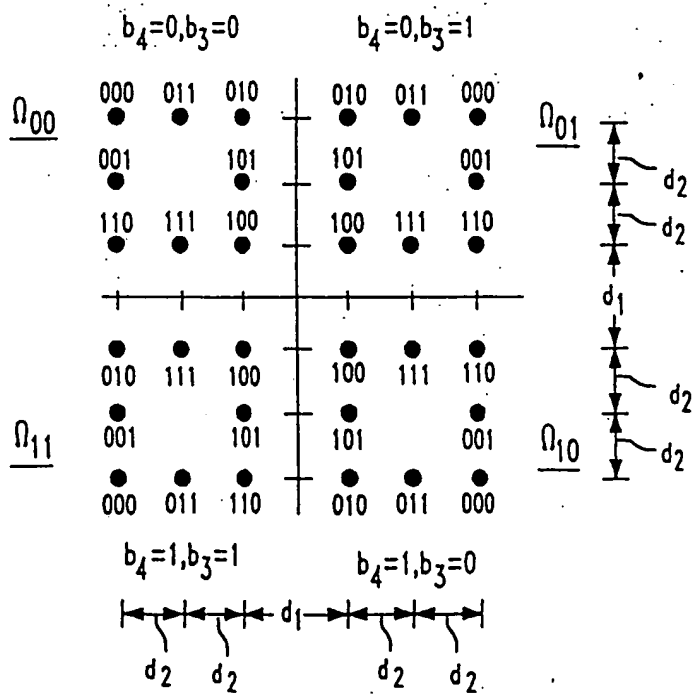 b4=0,b3=0 b4=0,b3=1
000 011 010 010 011 000
Ω00 Ω01
001 101 101 001
d2
110 111 100 100 111 110
d2
d1
010 111 100 100 111 110
d2
Ω11 001 101 101 001 Ω10
d2
000 011 110 010 011 000
b4=1,b3=1 b4=1,b3=0
d1
d2 d2 d2 d2